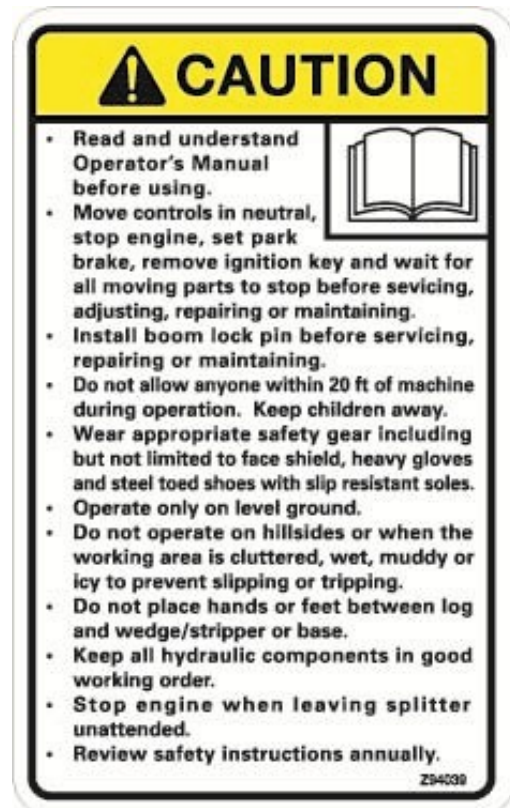 CAUTION
• Read and understand
Operator's Manual
before using.
• Move controls in neutral,
stop engine, set park
brake, remove ignition key and wait for
all moving parts to stop before sevicing,
adjusting, repairing or maintaining.
• Install boom lock pin before servicing,
repairing or maintaining.
• Do not allow anyone within 20 ft of machine
during operation. Keep children away.
• Wear appropriate safety gear including
but not limited to face shield, heavy gloves
and steel toed shoes with slip resistant soles.
• Operate only on level ground.
• Do not operate on hillsides or when the
working area is cluttered, wet, muddy or
icy to prevent slipping or tripping.
• Do not place hands or feet between log
and wedge/stripper or base.
• Keep all hydraulic components in good
working order.
• Stop engine when leaving splitter
unattended.
• Review safety instructions annually.
Z94039